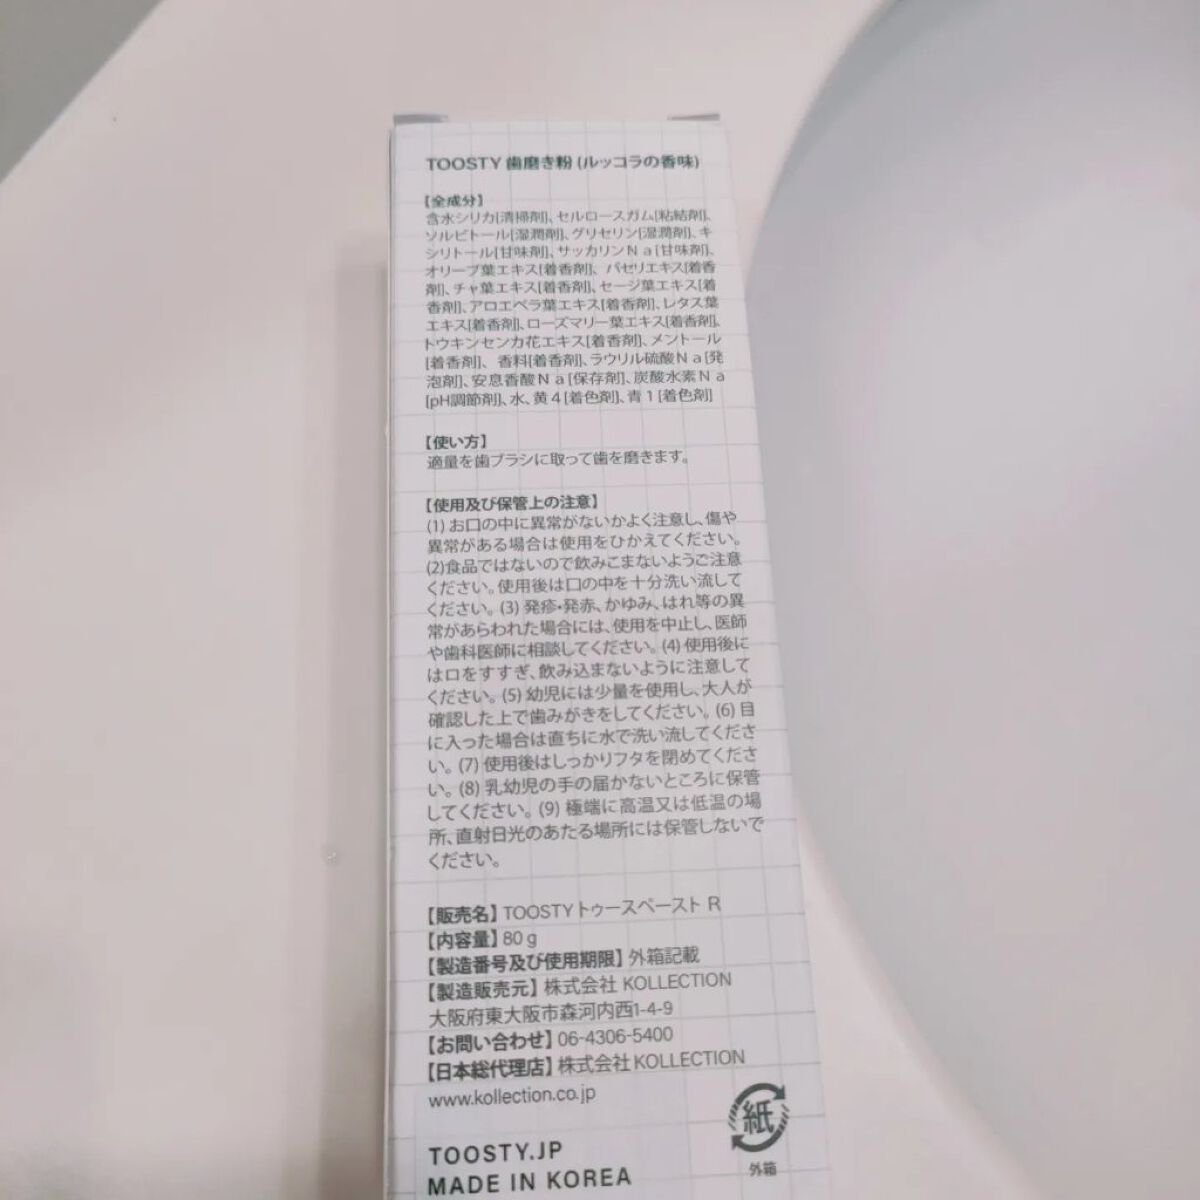 TOOSTY 歯磨き粉 (ルッコラの香味)
【全成分】
含水シリカ[清掃剤]、セルロースガム[粘結剤]、
ソルビトール[湿潤剤]、グリセリン[湿潤剤]、キ
シリトール[甘味剤]、サッカリンNa[甘味剤]、
オリーブ葉エキス[着香剤]、パセリエキス[着香
剤]、チャ葉エキス[着香剤]、セージ葉エキス[着
香剤]、アロエベラ葉エキス[着香剤]、レタス葉
エキス[着香剤]、ローズマリー葉エキス[着香剤]、
トウキンセンカ花エキス[着香剤]、メントール
[着香剤]、香料[着香剤]、ラウリル硫酸Na[発
泡剤]、安息香酸Na[保存剤]、炭酸水素Na
[pH調節剤]、水、黄4[着色剤]、青1[着色剤]
【使い方】
適量を歯ブラシに取って歯を磨きます。
【使用及び保管上の注意】
(1) お口の中に異常がないかよく注意し、傷や
異常がある場合は使用をひかえてください。
(2)食品ではないので飲みこまないようご注意
ください。使用後は口の中を十分洗い流して
ください。(3) 発疹・発赤、かゆみ、はれ等の異
常があらわれた場合には、使用を中止し、医師
や歯科医師に相談してください。(4) 使用後に
は口をすすぎ、飲み込まないように注意して
ください。(5) 幼児には少量を使用し、大人が
確認した上で歯みがきをしてください。(6) 目
に入った場合は直ちに水で洗い流してくださ
い。(7) 使用後はしっかりフタを閉めてくださ
い。(8) 乳幼児の手の届かないところに保管
してください。(9) 極端に高温又は低温の場
所、直射日光のあたる場所には保管しないで
ください。
【販売名】TOOSTYトゥースペースト R
【内容量】80 g
【製造番号及び使用期限】外箱記載
【製造販売元】株式会社 KOLLECTION
大阪府東大阪市森河内西1-4-9
【お問い合わせ】06-4306-5400
【日本総代理店】株式会社KOLLECTION
www.kollection.co.jp
紙
外箱
TOOSTY.JP
MADE IN KOREA